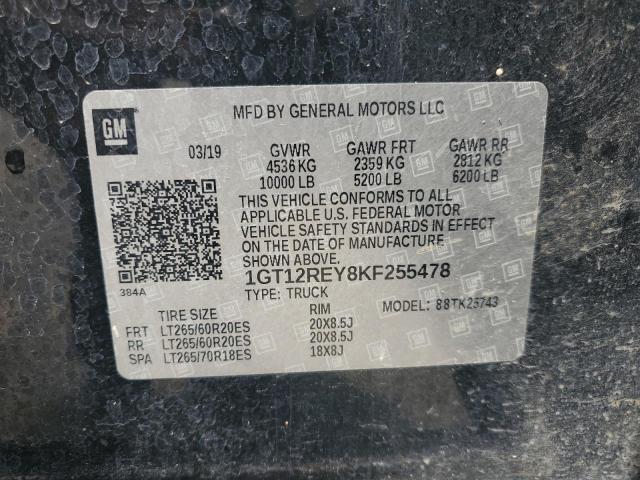 GM
MFD BY GENERAL MOTORS LLC
03/19 GVWR GAWR FRT GAWR RR
4536 KG 2359 KG 2812 KG
10000 LB 5200 LB 6200 LB
THIS VEHICLE CONFORMS TO ALL
APPLICABLE U.S. FEDERAL MOTOR
VEHICLE SAFETY STANDARDS IN EFFECT
ON THE DATE OF MANUFACTURE
SHOWN ABOVE.
384A
1GT12REY8KF255478
TYPE: TRUCK MODEL: 88TK25743
TIRE SIZE RIM
FRT LT265/60R20ES 20X8.5J
RR LT265/60R20ES 20X8.5J
SPA LT265/70R18ES 18X8J